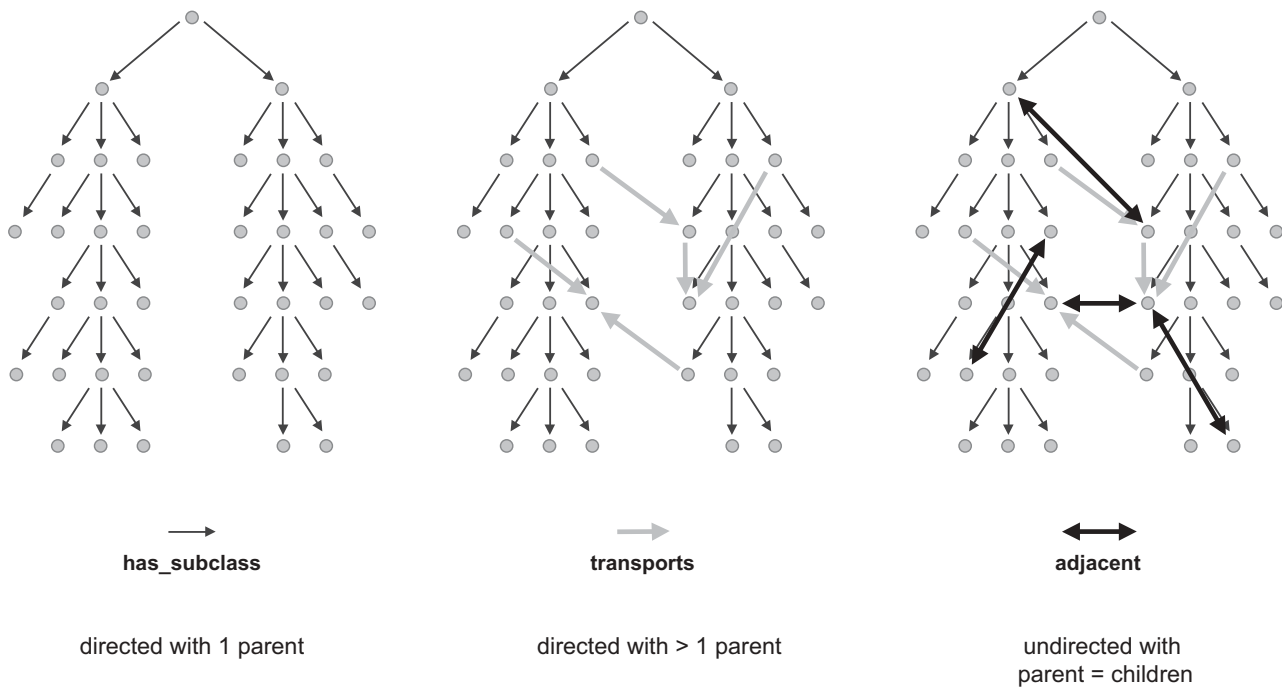 has_subclass
transports
adjacent
directed with 1 parent
directed with > 1 parent
undirected with
parent = children